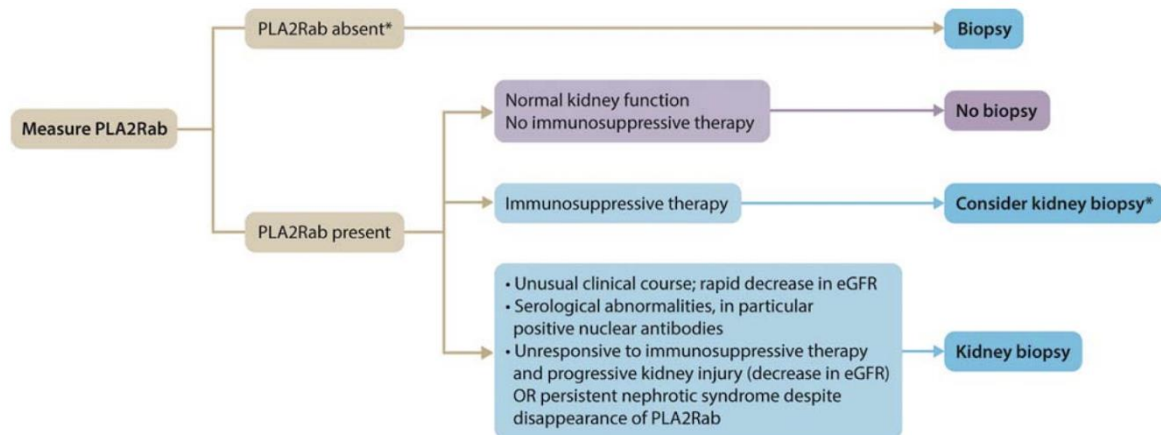 PLA2Rab absent*
Biopsy
Measure PLA2Rab
Normal kidney function
No immunosuppressive therapy
No biopsy
Immunosuppressive therapy
Consider kidney biopsy*
PLA2Rab present
• Unusual clinical course; rapid decrease in eGFR
• Serological abnormalities, in particular
positive nuclear antibodies
• Unresponsive to immunosuppressive therapy
and progressive kidney injury (decrease in eGFR)
OR persistent nephrotic syndrome despite
disappearance of PLA2Rab
Kidney biopsy